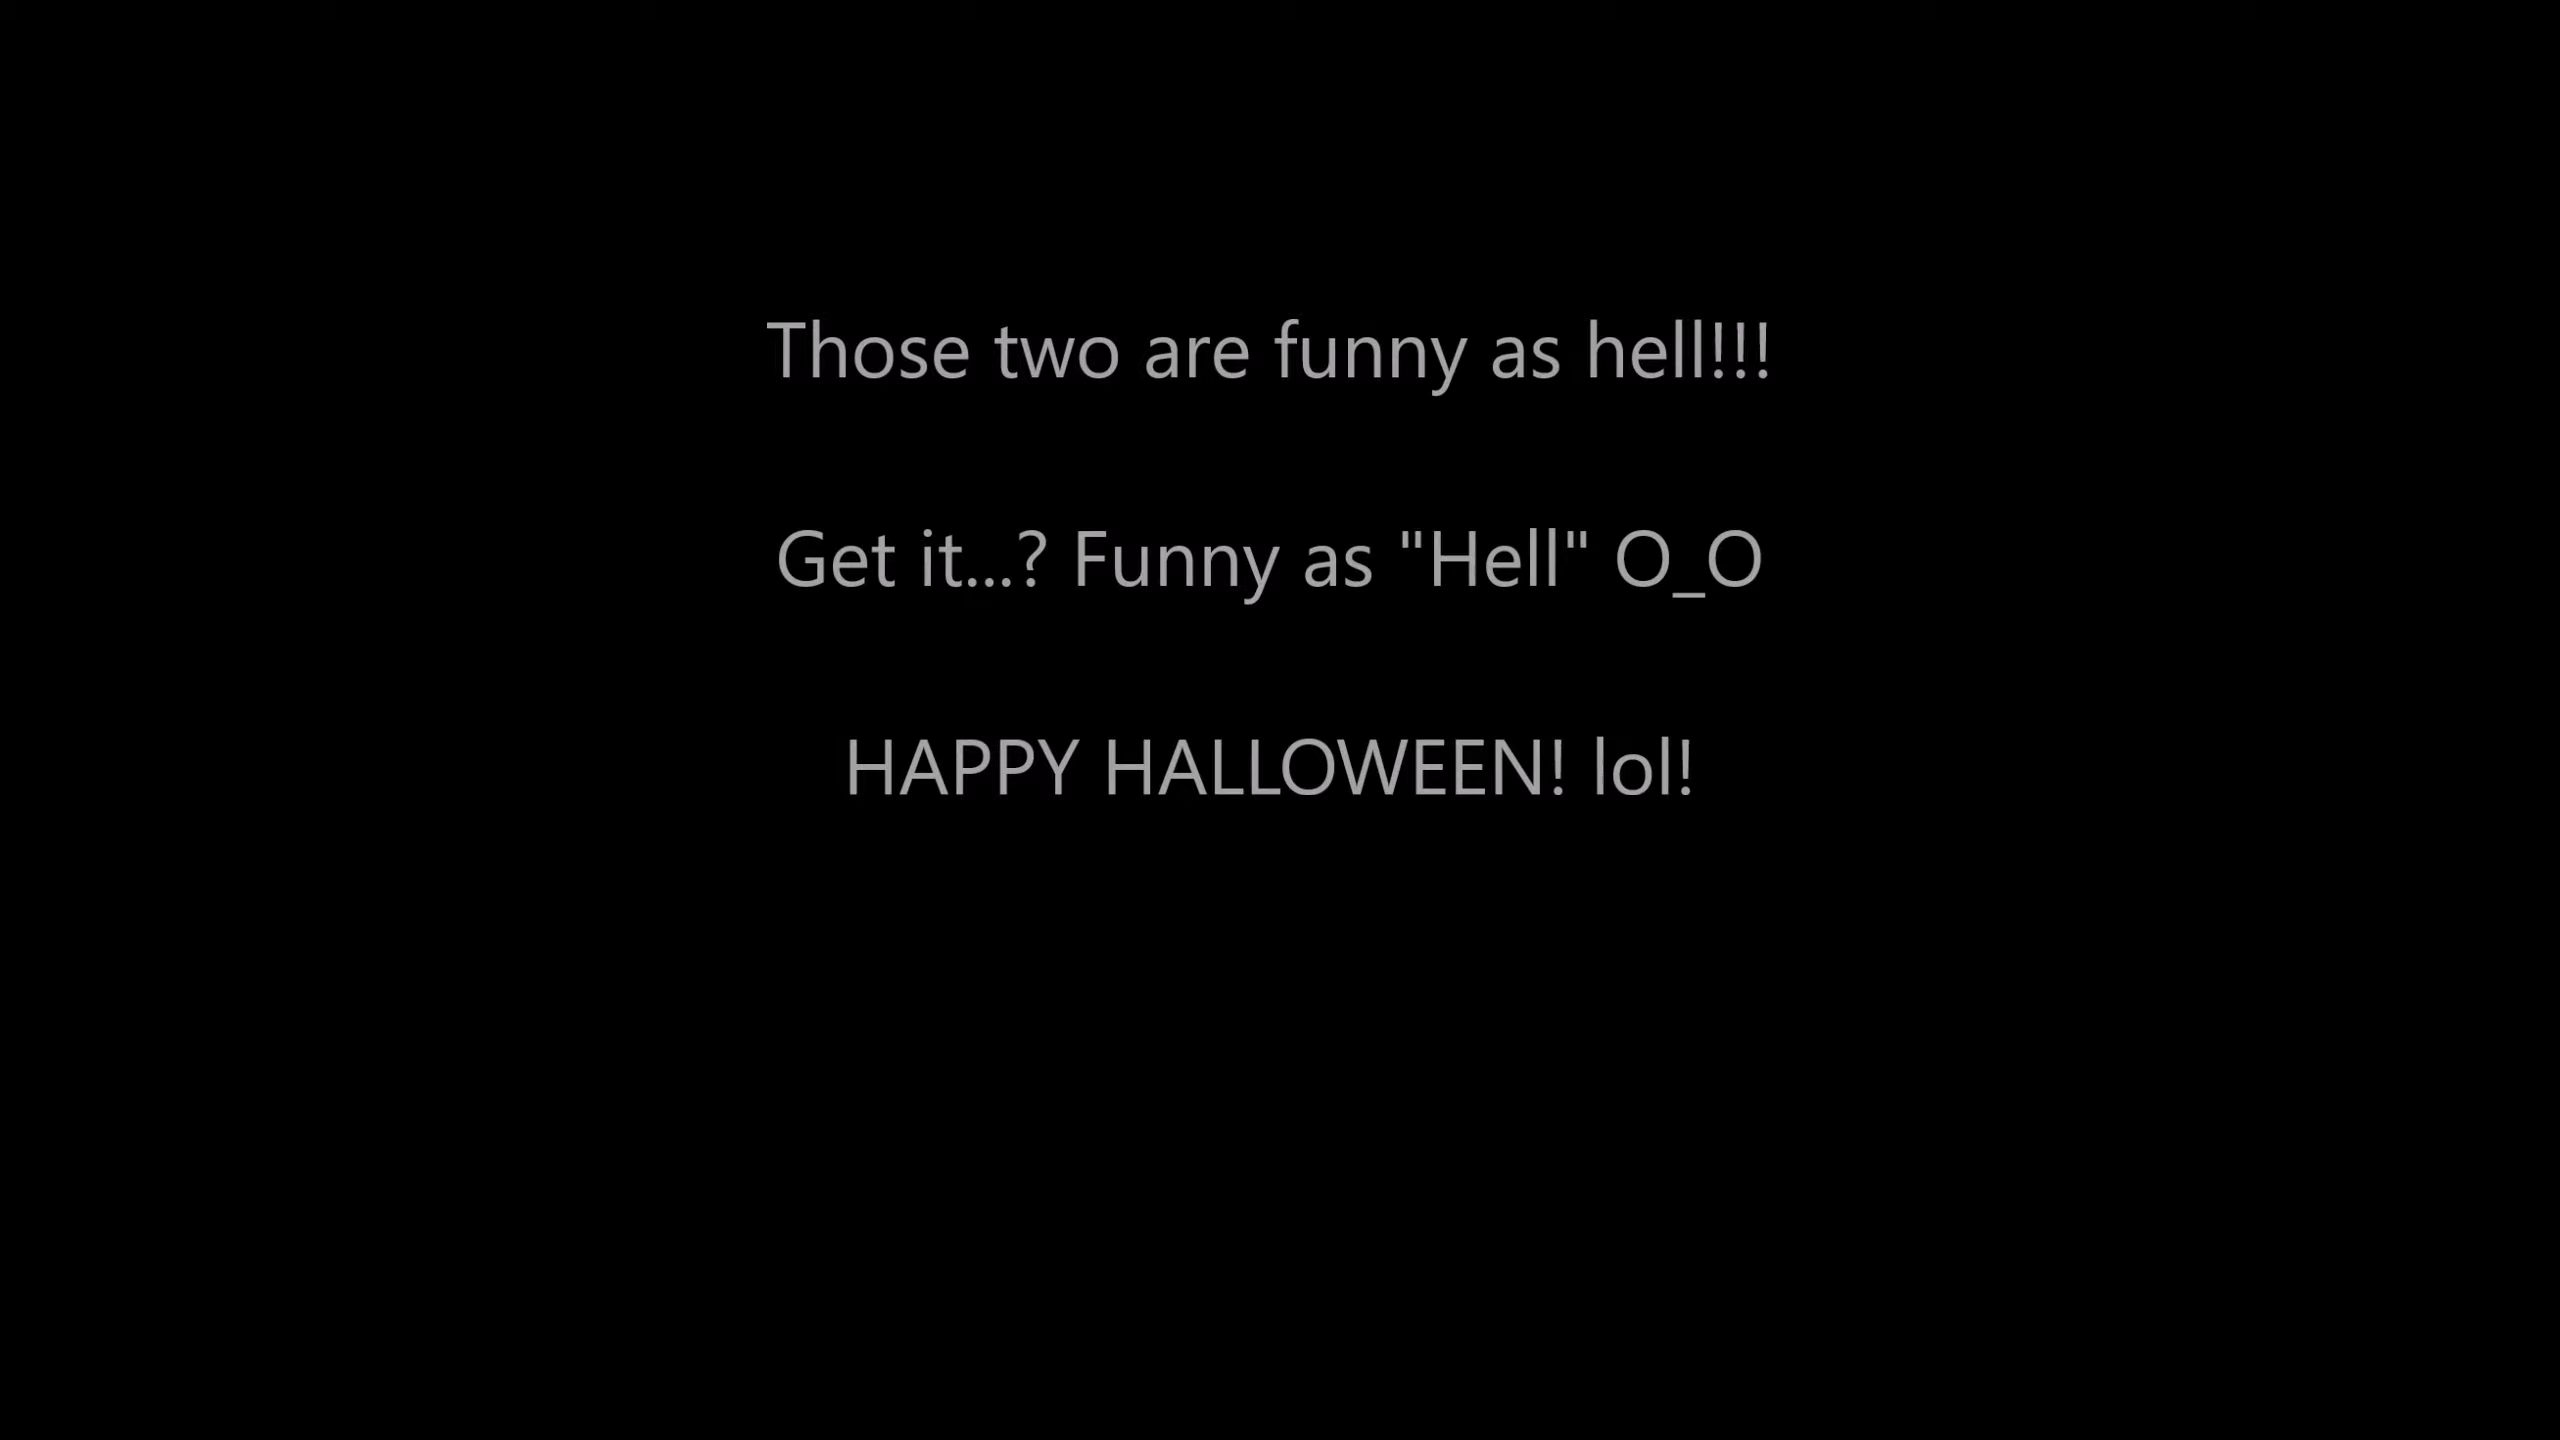 Those two are funny as hell!!!
Get it...? Funny as "Hell" O_O
HAPPY HALLOWEEN! lol!